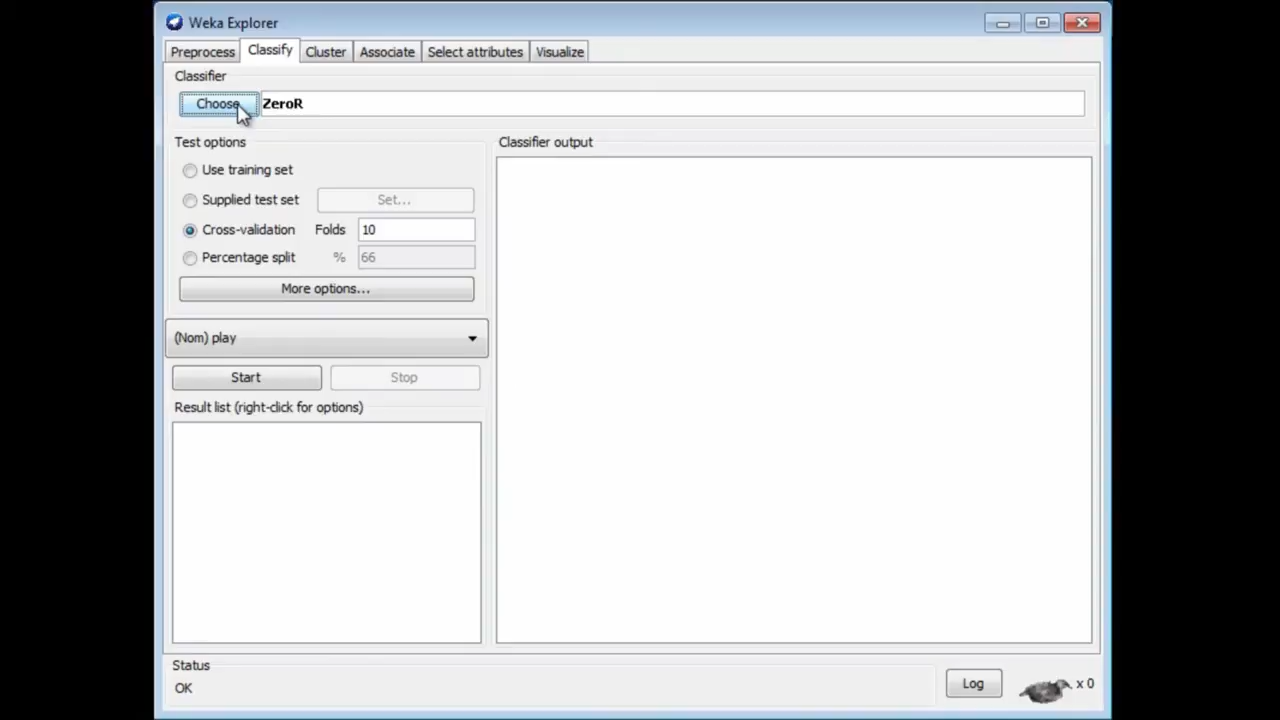 Weka Explorer
Preprocess Classify Cluster Associate Select attributes Visualize
Classifier
Choose ZeroR
Test options
Use training set
Supplied test set Set...
Cross-validation Folds 10
Percentage split % 66
More options...
(Nom) play
Start Stop
Result list (right-click for options)
Classifier output
Status
OK
Log x 0